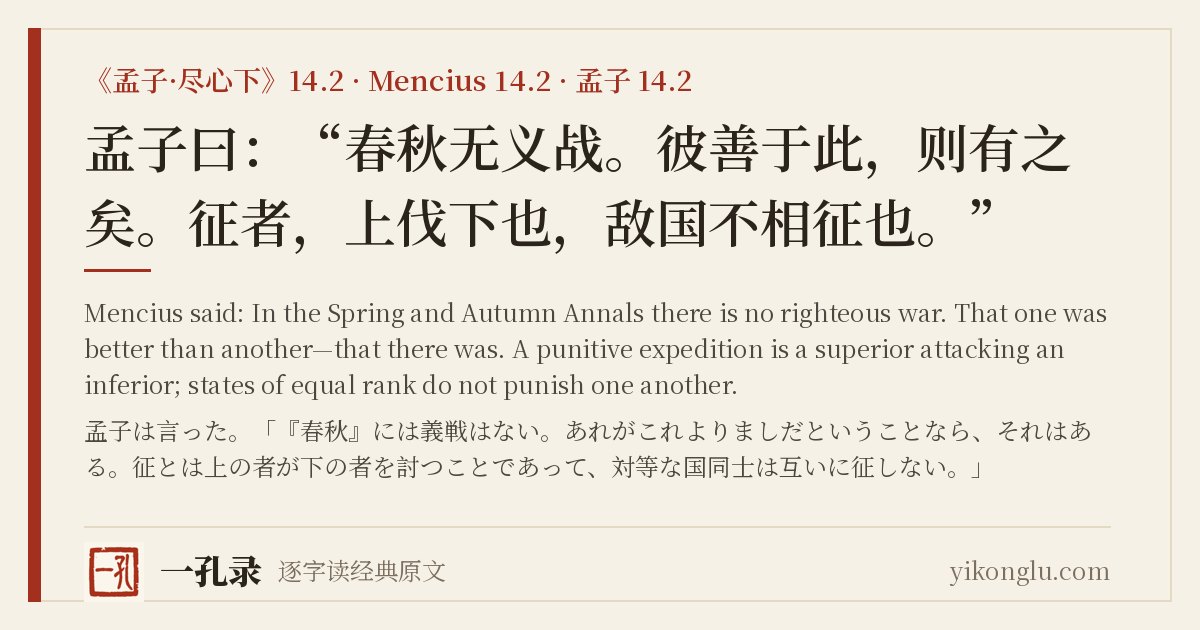 《孟子·尽心下》14.2 · Mencius 14.2 · 孟子 14.2
孟子曰：“春秋无义战。彼善于此，则有之
矣。征者，上伐下也，敌国不相征也。”
Mencius said: In the Spring and Autumn Annals there is no righteous war. That one was
better than another—that there was. A punitive expedition is a superior attacking an
inferior; states of equal rank do not punish one another.
孟子は言った。「『春秋』には義戦はない。あれがこれよりましだということなら、それはあ
る。征とは上の者が下の者を討つことであって、対等な国同士は互いに征しない。」
一孔
一孔录 逐字读经典原文
yikonglu.com